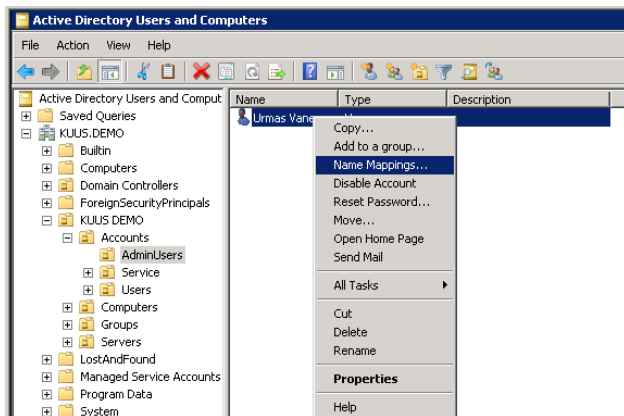 Active Directory Users and Computers
File Action View Help
Active Directory Users and Comput
Saved Queries
KUUS.DEMO
Builtin
Computers
Domain Controllers
ForeignSecurityPrincipals
KUUS DEMO
Accounts
AdminUsers
Service
Users
Computers
Groups
Servers
LostAndFound
Managed Service Accounts
Program Data
System
Name Type Description
Urmas Vane
Copy...
Add to a group...
Name Mappings...
Disable Account
Reset Password...
Move...
Open Home Page
Send Mail
All Tasks
Cut
Delete
Rename
Properties
Help